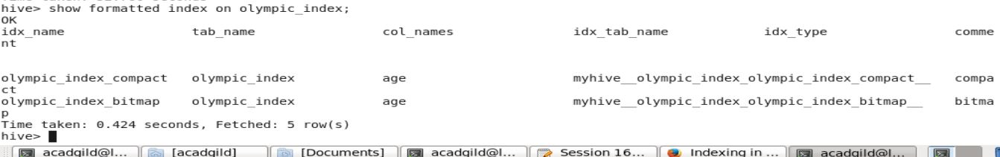 hive> show formatted index on olympic_index;
OK
idx_name tab_name col_names idx_tab_name idx_type comme
nt
olympic_index_compact olympic_index age myhive__olympic_index_olympic_index_compact__ compa
ct
olympic_index_bitmap olympic_index age myhive__olympic_index_olympic_index_bitmap__ bitma
p
Time taken: 0.424 seconds, Fetched: 5 row(s)
hive>
acadgild@l... [acadgild] [Documents] acadgild@l... Session 16... Indexing in ... acadgild@l...